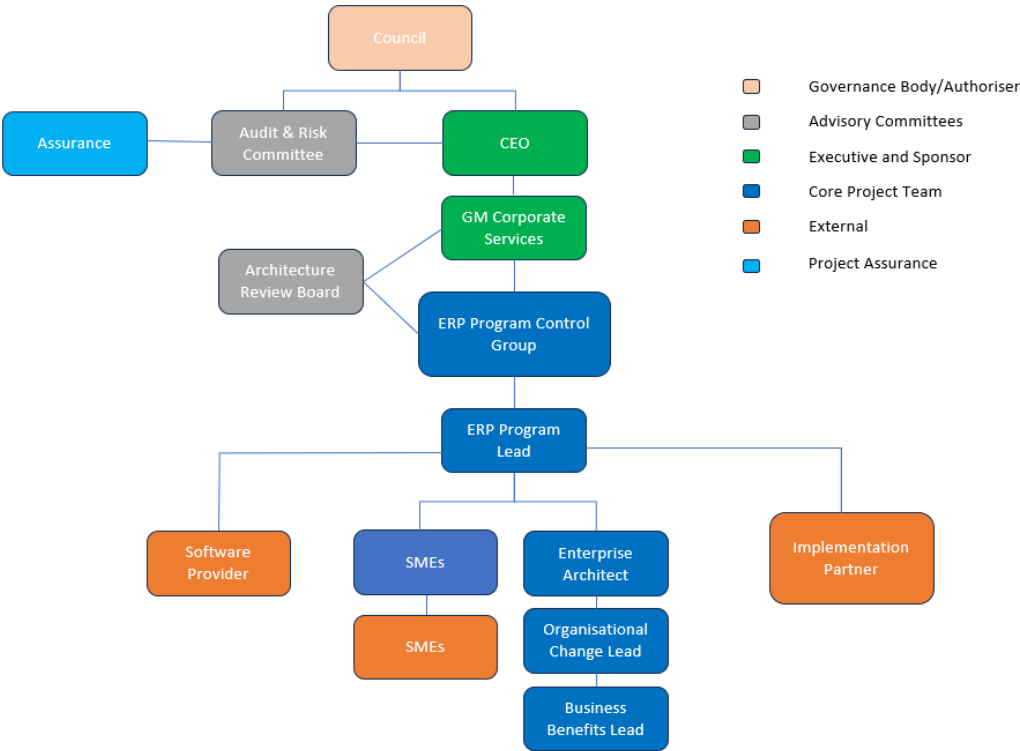 Council
Governance Body/Authoriser
Advisory Committees
Executive and Sponsor
Core Project Team
External
Project Assurance
Assurance
Audit & Risk
Committee
CEO
GM Corporate
Services
Architecture
Review Board
ERP Program Control
Group
ERP Program
Lead
Software
Provider
SMEs
Enterprise
Architect
Implementation
Partner
SMEs
Organisational
Change Lead
Business
Benefits Lead